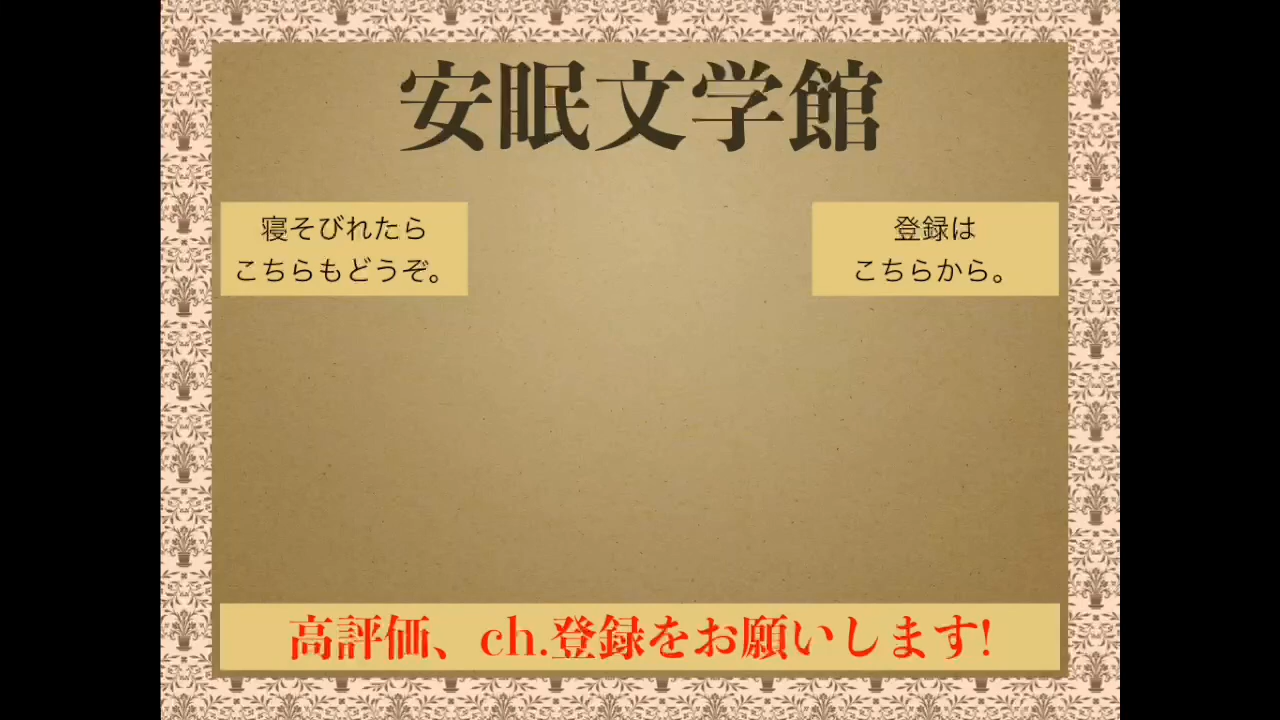 安眠文学館
寝そびれたら
こちらもどうぞ。
登録は
こちらから。
高評価、ch.登録をお願いします!